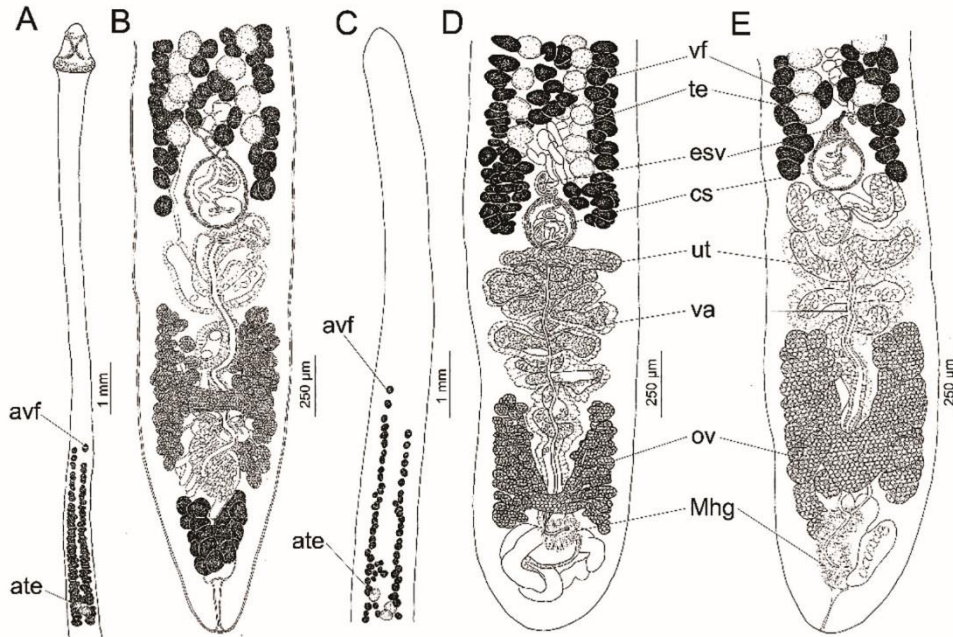 A B C D E
vf
te
esv
cs
ut
va
avf
1 mm
250 µm
1 mm
250 µm
250
avf
ov
Mhg
ate
ate